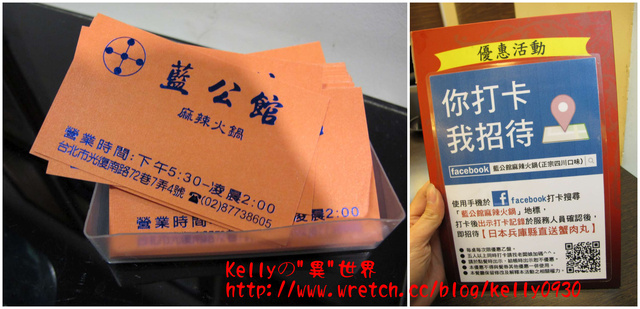 藍公館
麻辣火鍋
營業時間:下午5:30-凌晨2:00
台北市光復南路72巷7弄4號 ☎(02)87738605
營業時間:下午5:30-凌晨2:00
優惠活動
你打卡
我招待
facebook 藍公館麻辣火鍋(正宗四川口味)
使用手機於 f facebook打卡搜尋
「藍公館麻辣火鍋」地標,
打卡後出示打卡記錄於服務人員確認後,
即招待【日本兵庫縣直送蟹肉丸】
Kellyの"異"世界
http://www.wretch.cc/blog/kelly0930